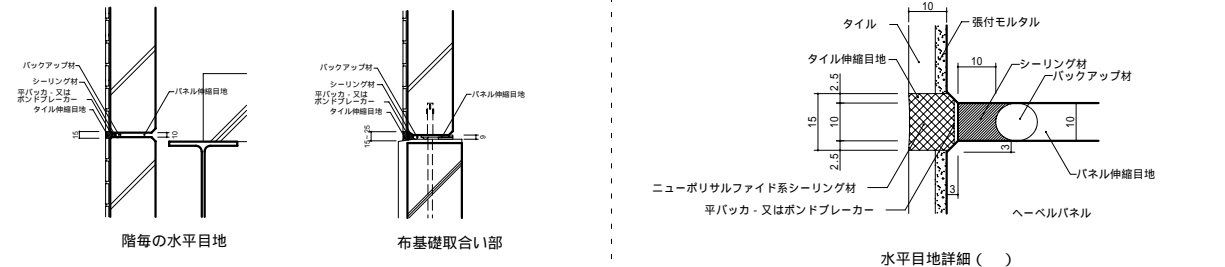 バックアップ材
シーリング材
平バッカ - 又は
ボンドブレーカー
タイル伸縮目地
パネル伸縮目地
15
10
階毎の水平目地
バックアップ材
シーリング材
平バッカ - 又は
ボンドブレーカー
タイル伸縮目地
パネル伸縮目地
15~25
9
布基礎取合い部
10
タイル
張付モルタル
タイル伸縮目地
10
シーリング材
バックアップ材
2.5
15
10
2.5
10
3
パネル伸縮目地
ニューポリサルファイド系シーリング材
3
平バッカ - 又はボンドブレーカー
ヘーベルパネル
水平目地詳細 ( )